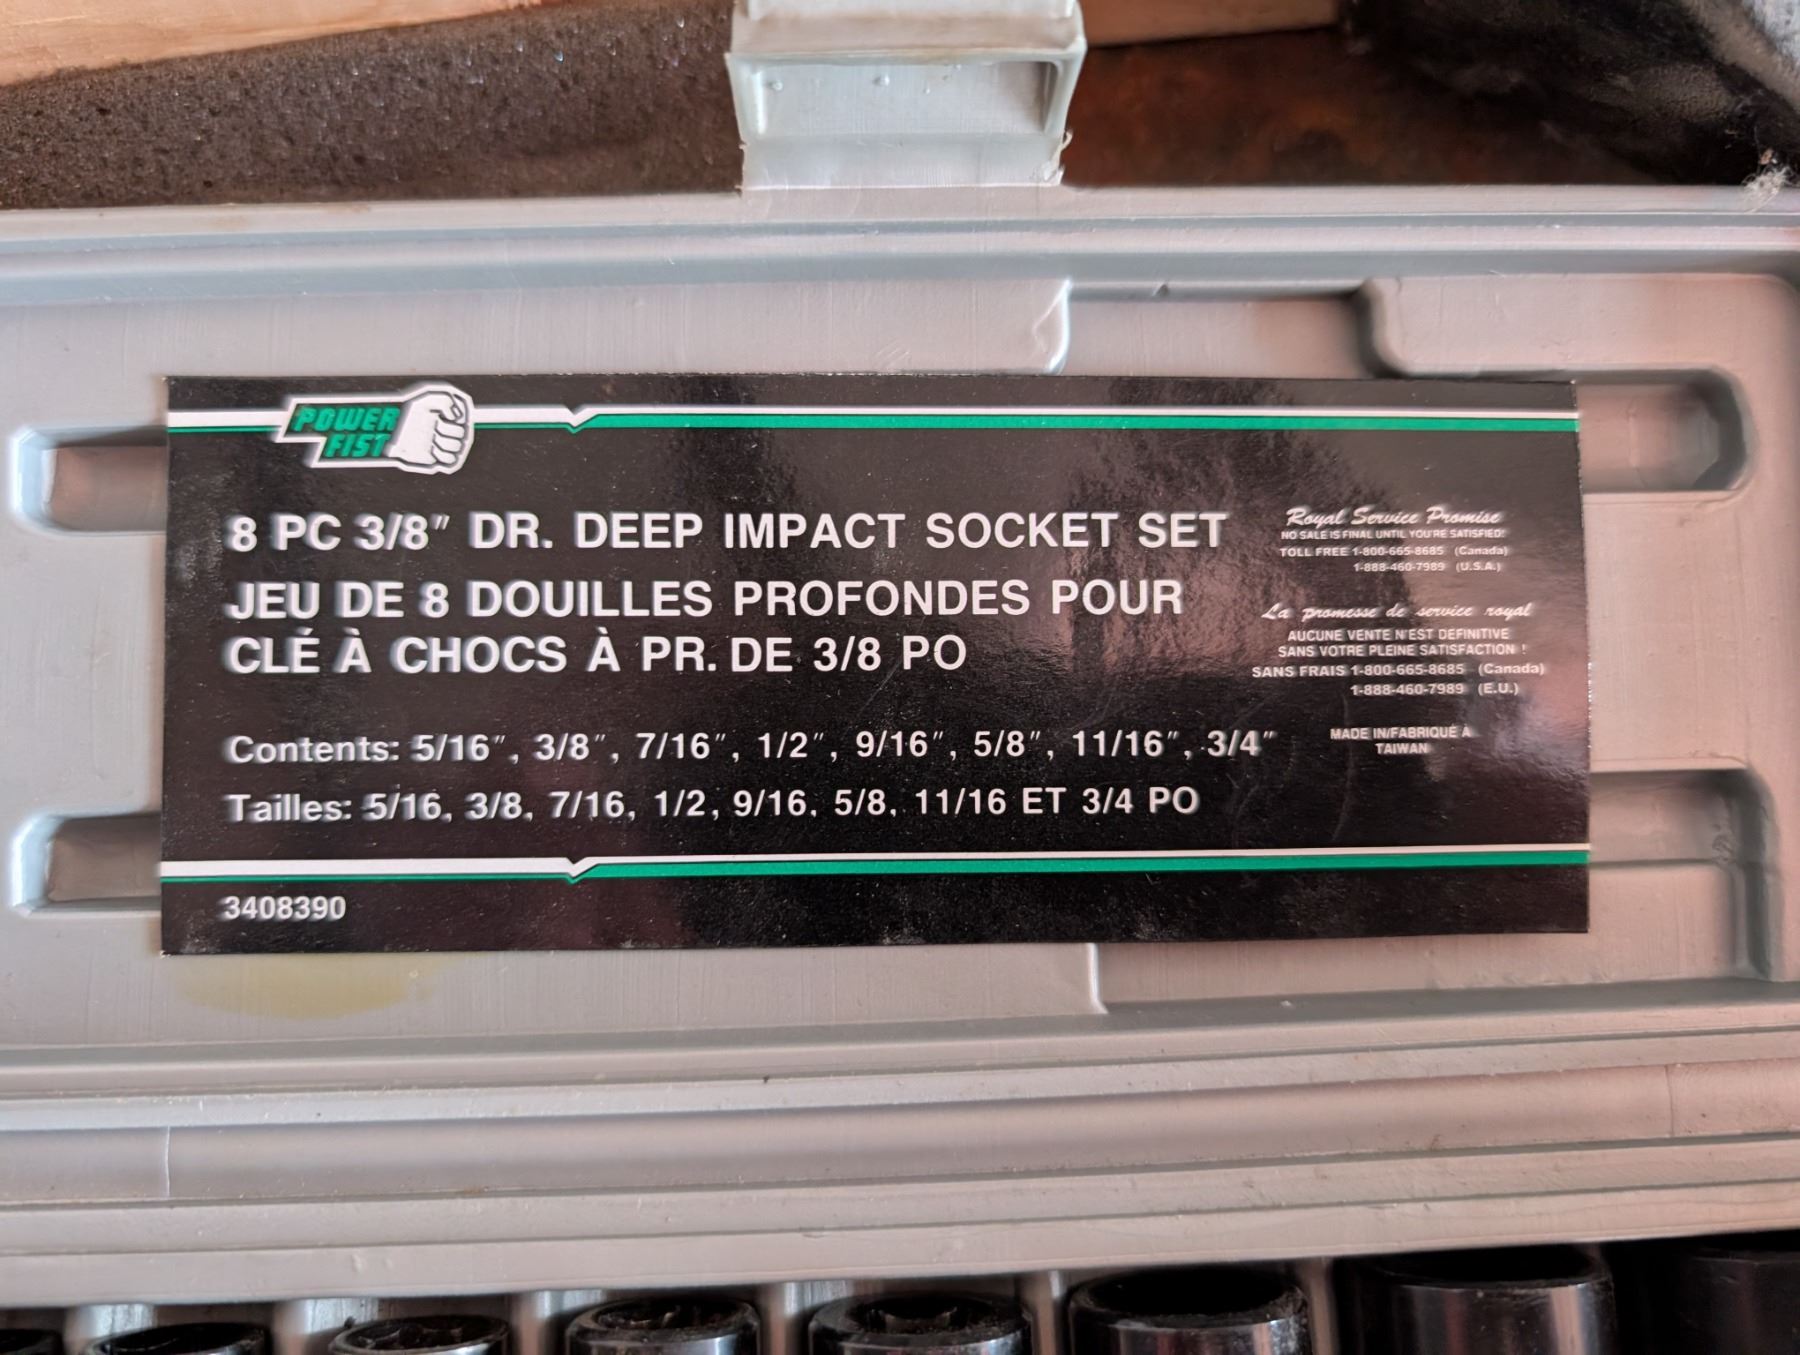 POWER
FIST
8 PC 3/8" DR. DEEP IMPACT SOCKET SET
JEU DE 8 DOUILLES PROFONDES POUR
CLÉ À CHOCS À PR. DE 3/8 PO
Contents: 5/16", 3/8", 7/16", 1/2", 9/16", 5/8", 11/16", 3/4"
Tailles: 5/16, 3/8, 7/16, 1/2, 9/16, 5/8, 11/16 ET 3/4 PO
3408390
Royal Service Promise
NO SALE IS FINAL UNTIL YOU'RE SATISFIED!
TOLL FREE 1-800-665-8685 (Canada)
1-888-460-7989 (U.S.A.)
La promesse de service royal
AUCUNE VENTE N'EST DEFINITIVE
SANS VOTRE PLEINE SATISFACTION !
SANS FRAIS 1-800-665-8685 (Canada)
1-888-460-7989 (E.U.)
MADE IN/FABRIQUÉ À
TAIWAN